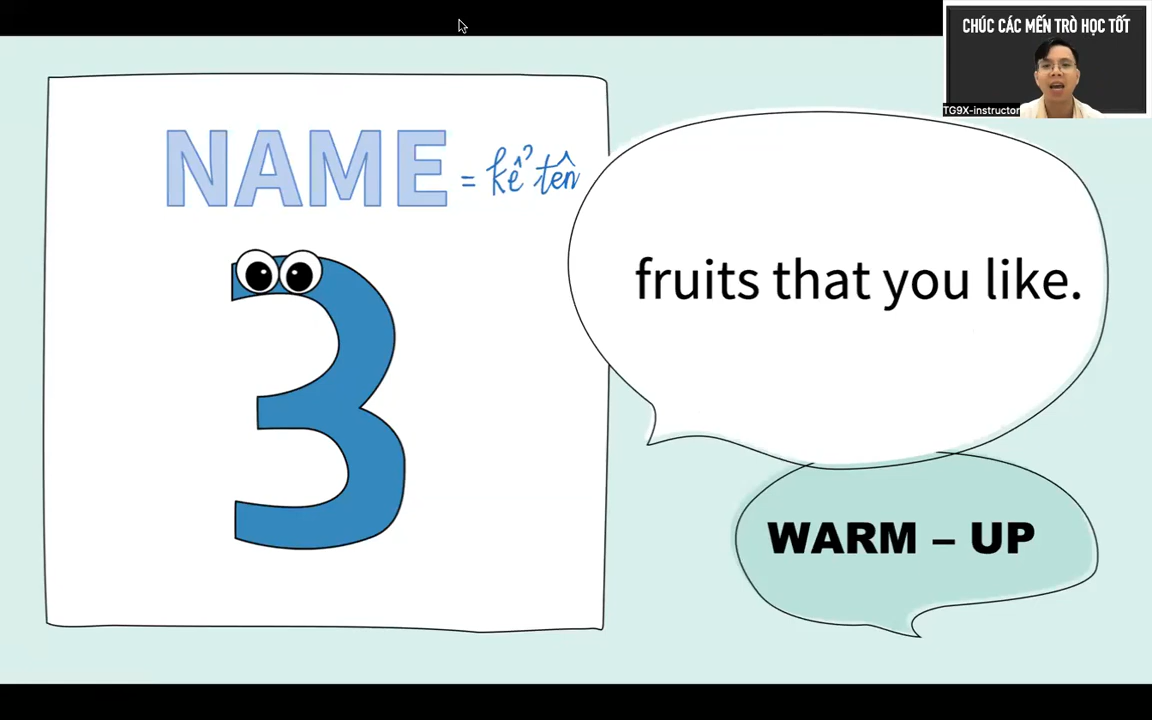 CHÚC CÁC MẾN TRÒ HỌC TỐT
TG9X-instructor
NAME = kể tên
3
fruits that you like.
WARM – UP